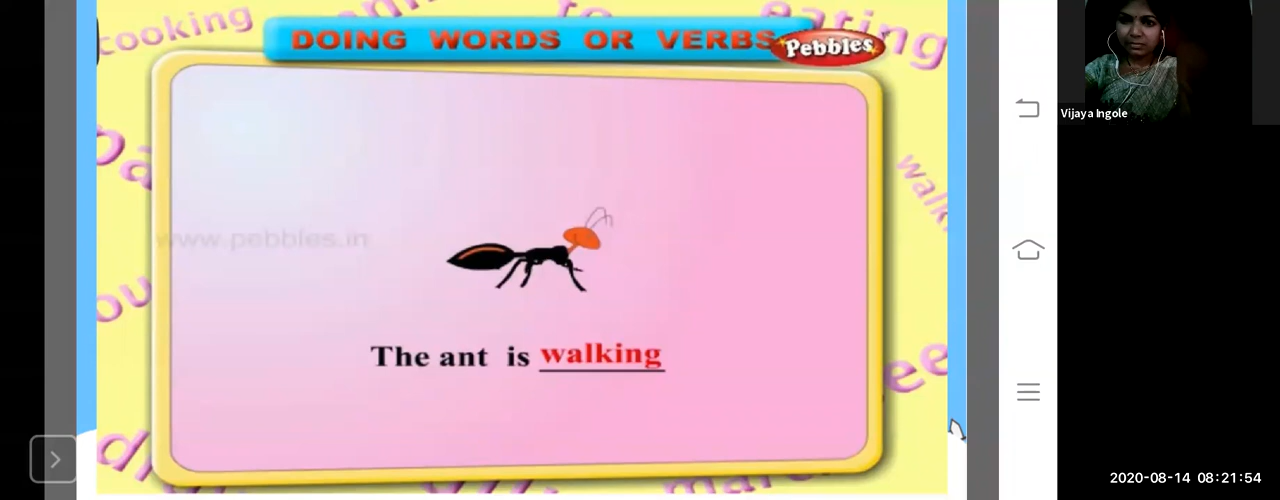 cooking
eating
DOING WORDS OR VERBS
Pebbles
Vijaya Ingole
www.pebbles.in
The ant is walking
2020-08-14 08:21:54